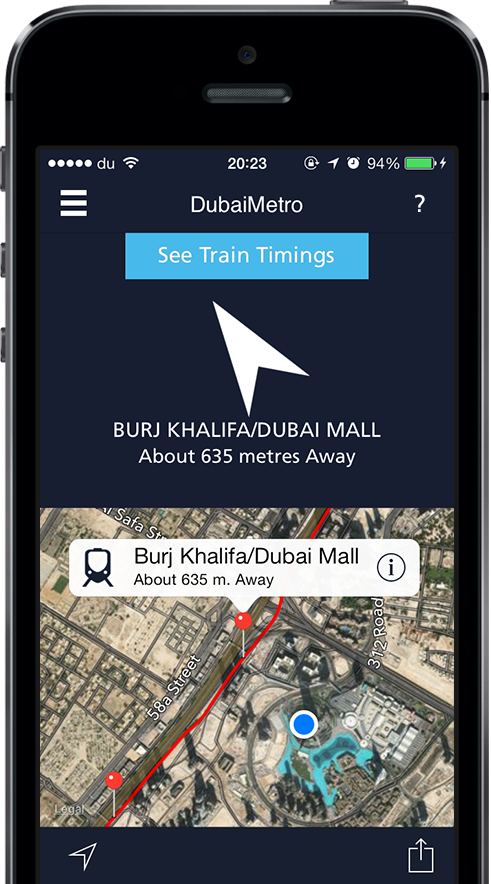 du
20:23
94%
DubaiMetro
?
See Train Timings
BURJ KHALIFA/DUBAI MALL
About 635 metres Away
Al Safa St
Burj Khalifa/Dubai Mall
i
About 635 m. Away
312 Road
58a Street
Legal